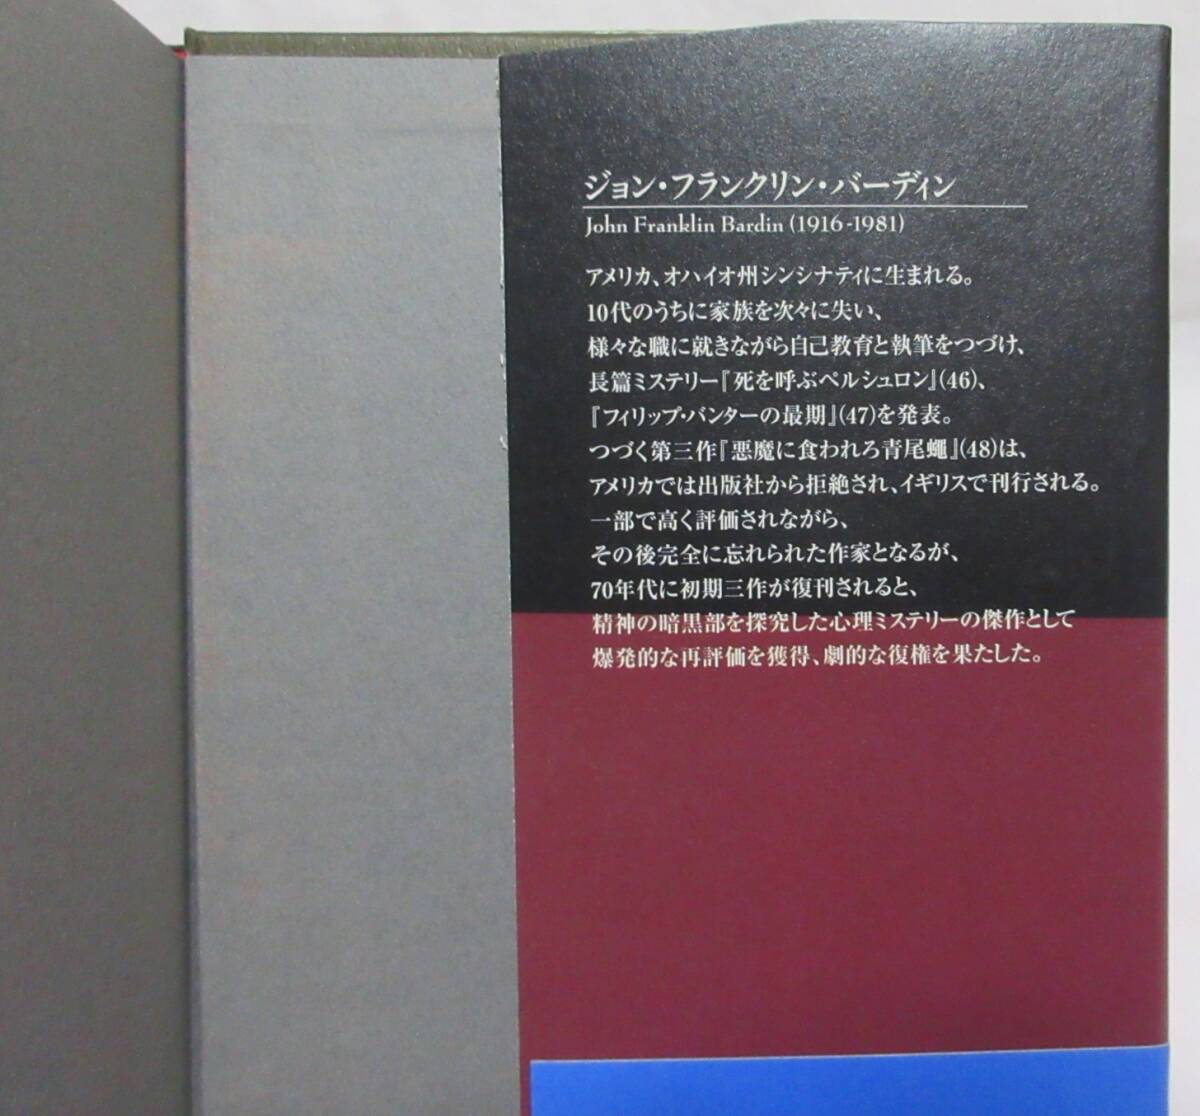 ジョン・フランクリン・バーディン
John Franklin Bardin (1916-1981)
アメリカ、オハイオ州シンシナティに生まれる。
10代のうちに家族を次々に失い、
様々な職に就きながら自己教育と執筆をつづけ、
長篇ミステリー『死を呼ぶペルシュロン』(46)、
『フィリップ・バンターの最期』(47)を発表。
つづく第三作『悪魔に食われろ青尾蠅』(48)は、
アメリカでは出版社から拒絶され、イギリスで刊行される。
一部で高く評価されながら、
その後完全に忘れられた作家となるが、
70年代に初期三作が復刊されると、
精神の暗黒部を探究した心理ミステリーの傑作として
爆発的な再評価を獲得、劇的な復権を果たした。